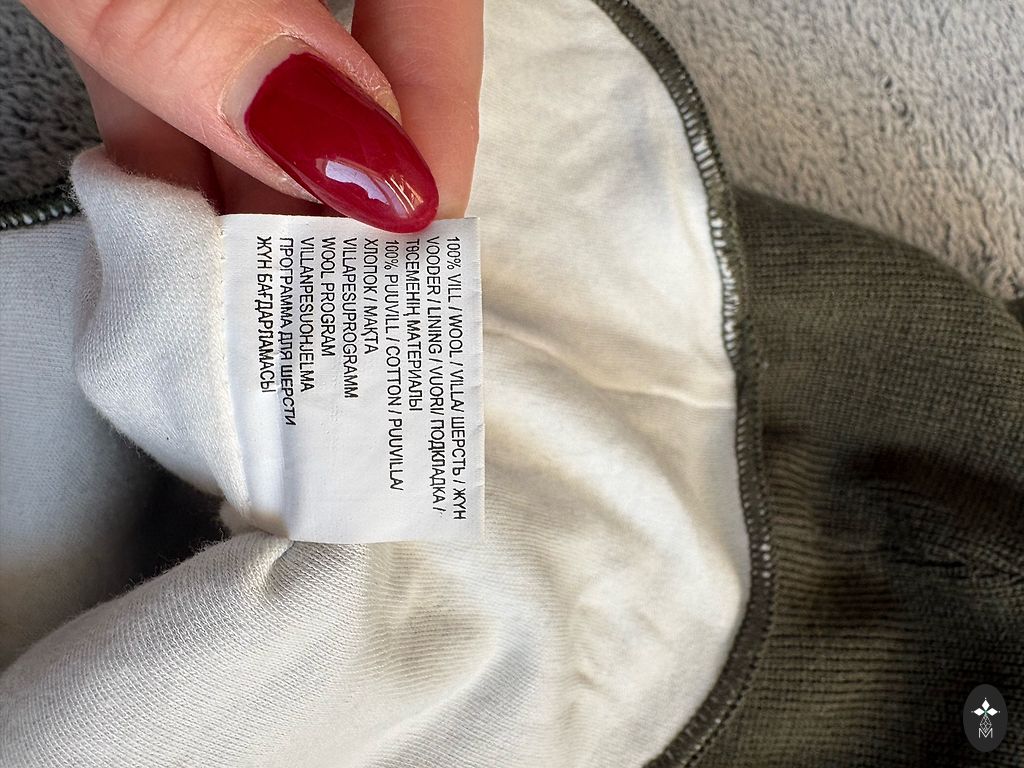 100% VILL / WOOL / VILLA/ ШЕРСТЬ / ЖҮН
VOODER / LINING / VUORI/ ПОДКЛАДКА /
ТӨСЕМЕНІҢ МАТЕРИАЛЫ
100% PUUVILL / COTTON / PUUVILLA/
ХЛОПОК / МАҚТА
VILLAPESUPROGRAMM
WOOL PROGRAM
VILLANPESUOHJELMA
ПРОГРАММА ДЛЯ ШЕРСТИ
ЖҮН БАҒДАРЛАМАСЫ
M